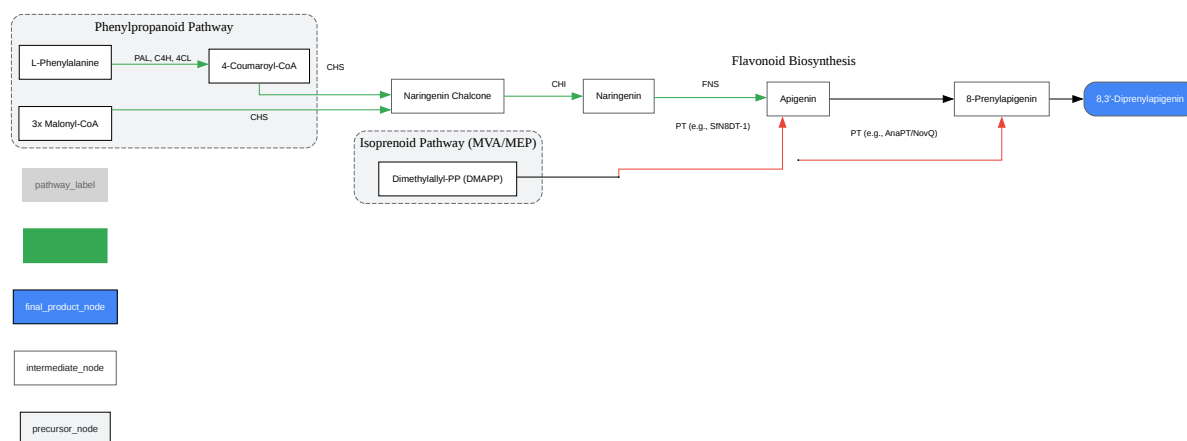 Phenylpropanoid Pathway
L-Phenylalanine
PAL, C4H, 4CL
4-Coumaroyl-CoA
CHS
3x Malonyl-CoA
CHS
Naringenin Chalcone
CHI
Naringenin
FNS
Flavonoid Biosynthesis
Apigenin
8-Prenylapigenin
8,3'-Diprenylapigenin
PT (e.g., SfN8DT-1)
PT (e.g., AnaPT/NovQ)
Isoprenoid Pathway (MVA/MEP)
Dimethylallyl-PP (DMAPP)
pathway_label
final_product_node
intermediate_node
precursor_node